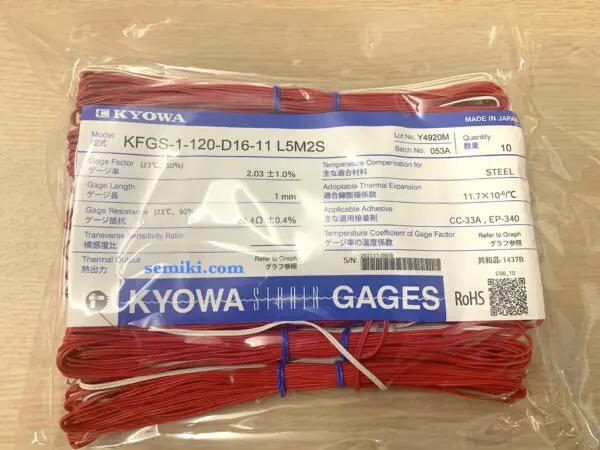 KYOWA
MADE IN JAPAN
Model
型式
KFGS-1-120-D16-11 L5M2S
Lot No. Y4920M
Batch No. 053A
Quantity
数量
10
Gage Factor (23℃, 50%)
ゲージ率
2.03 ±1.0%
Gage Length
ゲージ長
1 mm
Gage Resistance (23℃, 50%)
ゲージ抵抗
.4Ω ±0.4%
Transverse Sensitivity Ratio
横感度比
Thermal Output
熱出力
Refer to Graph
グラフ参照
Temperature Compensation for
主な適合材料
STEEL
Adoptable Thermal Expansion
適合線膨張係数
11.7×10⁻⁶/℃
Applicable Adhesive
主な適用接着剤
CC-33A , EP-340
Temperature Coefficient of Gage Factor
ゲージ率の温度係数
Refer to Graph
グラフ参照
S/N:
共和品-1437B
semiki.com
KYOWA STRAIN GAGES
RoHS